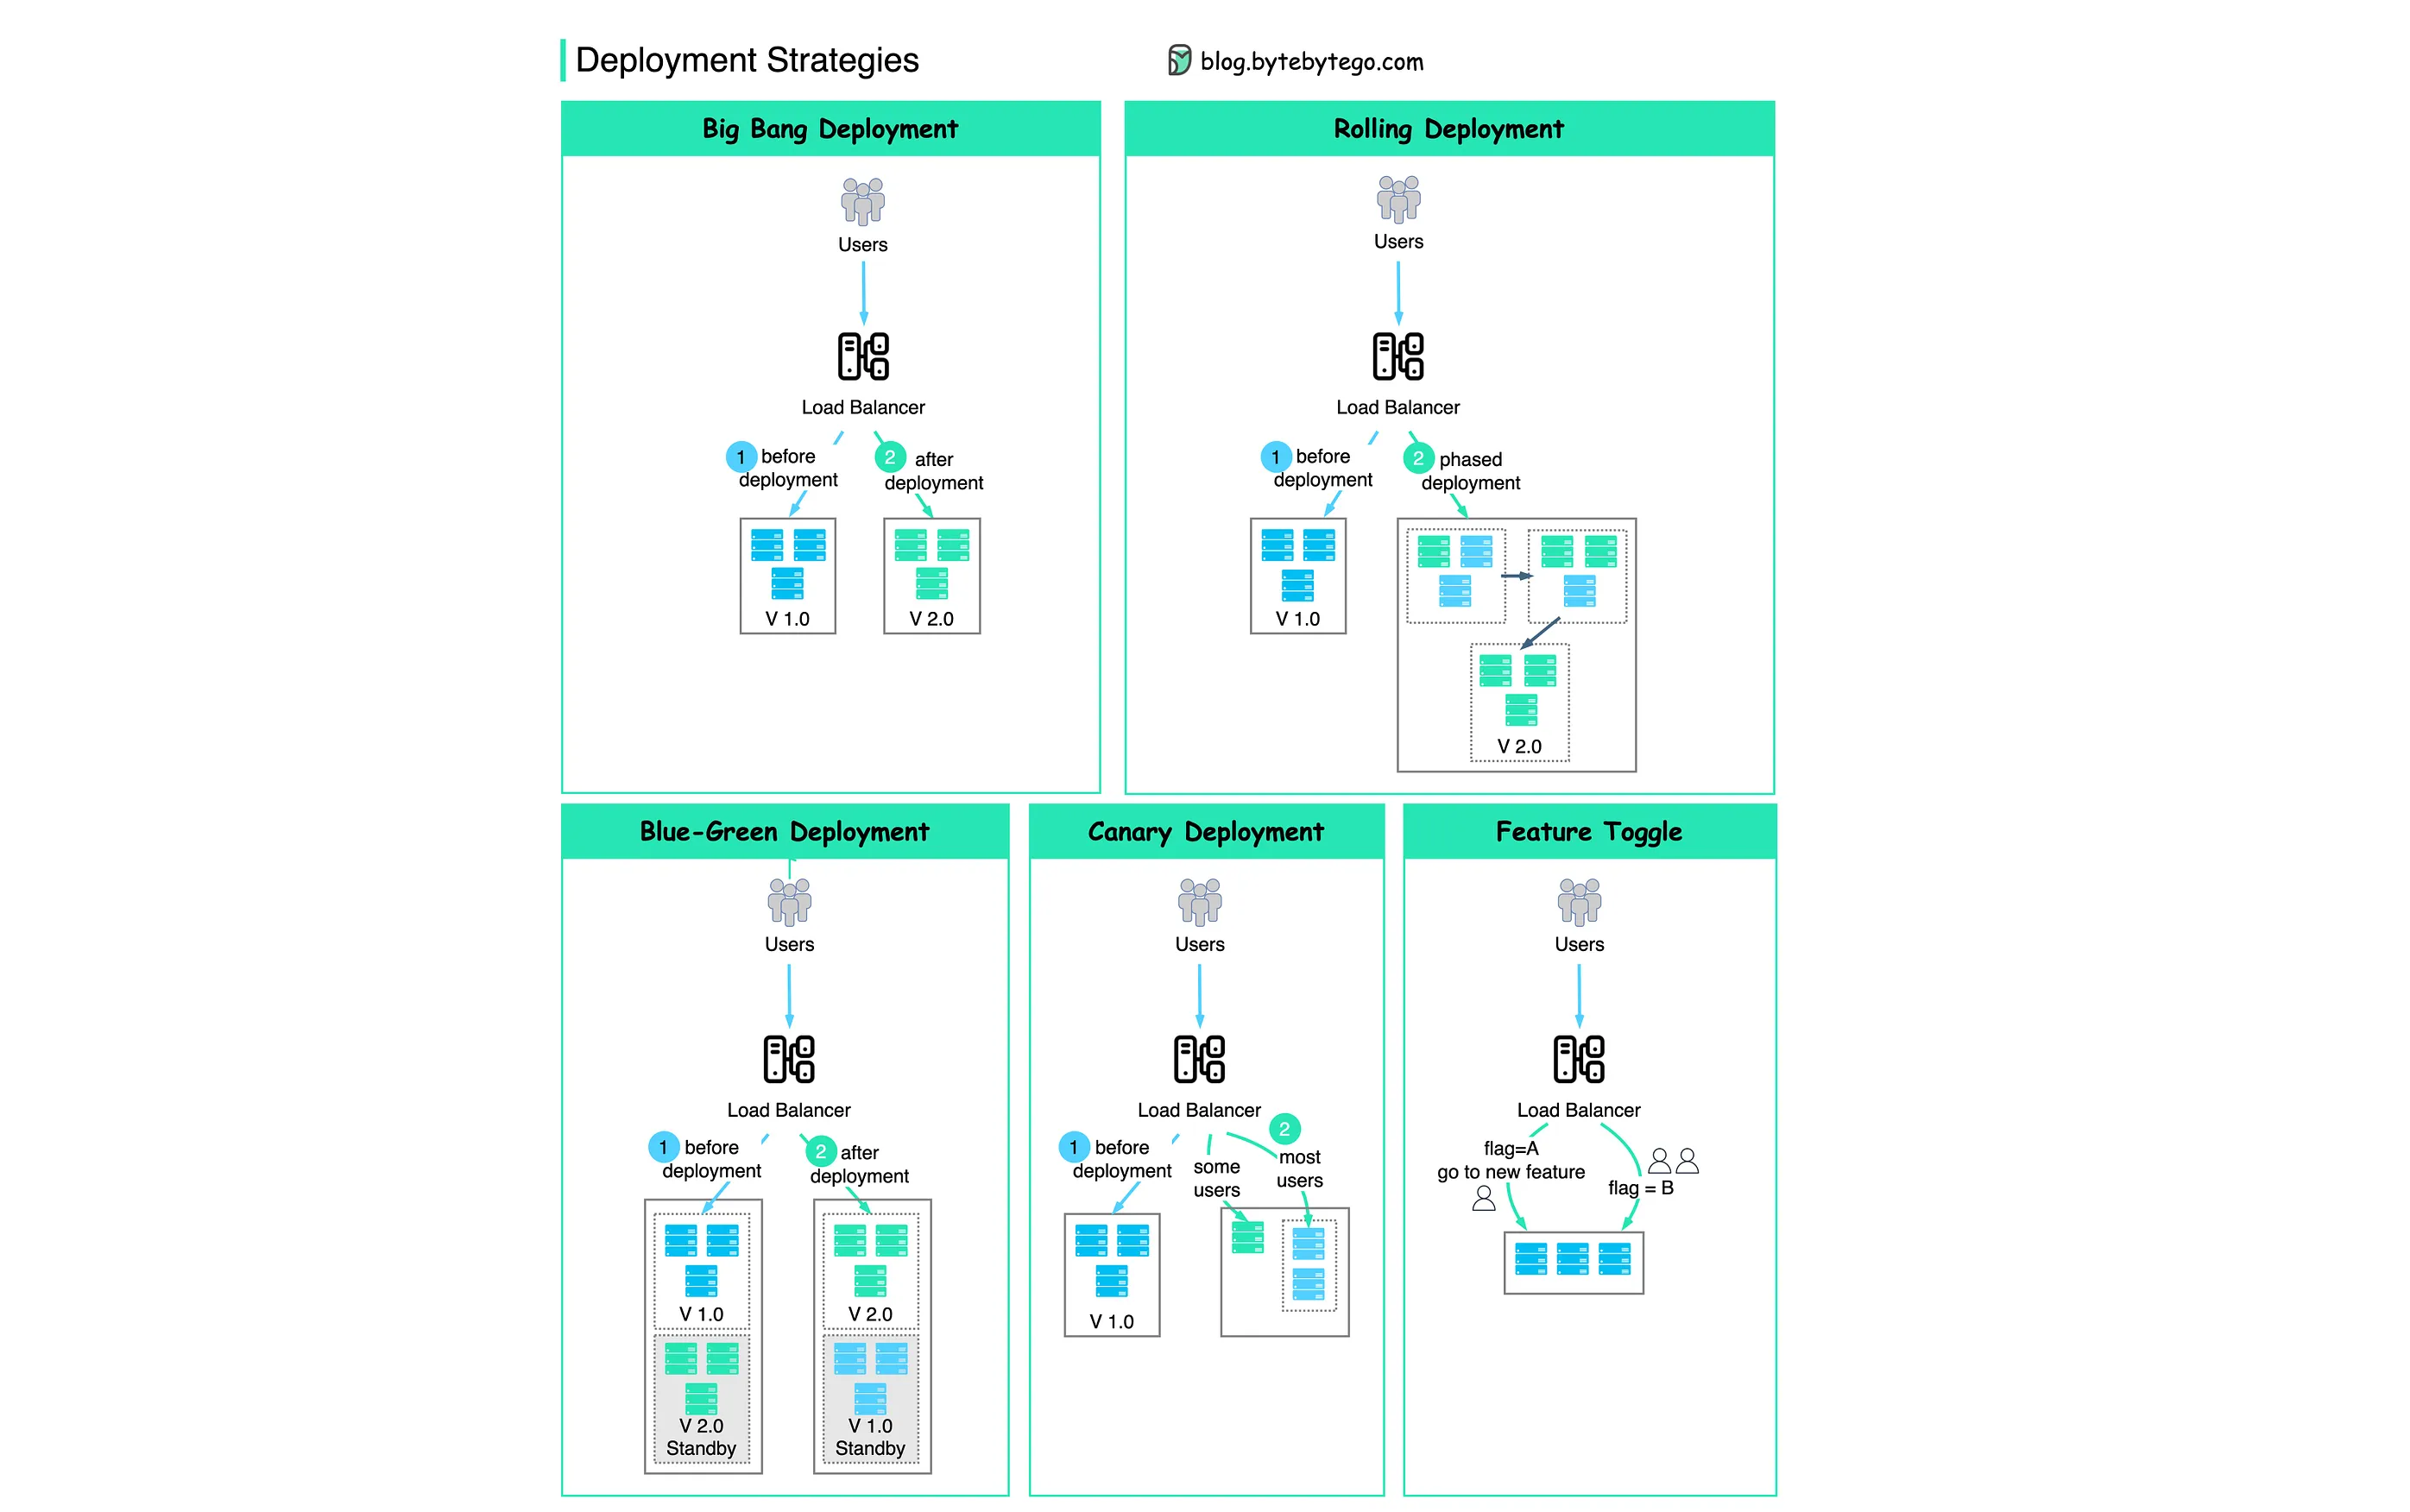 Deployment Strategies
blog.bytebytego.com
Big Bang Deployment
Users
Load Balancer
1 before
deployment
2 after
deployment
V 1.0
V 2.0
Rolling Deployment
Users
Load Balancer
1 before
deployment
2 phased
deployment
V 1.0
V 2.0
Blue-Green Deployment
Users
Load Balancer
1 before
deployment
2 after
deployment
V 1.0
V 2.0
Standby
V 2.0
V 1.0
Standby
Canary Deployment
Users
Load Balancer
1 before
deployment
2
some
users
most
users
V 1.0
Feature Toggle
Users
Load Balancer
flag=A
go to new feature
flag = B